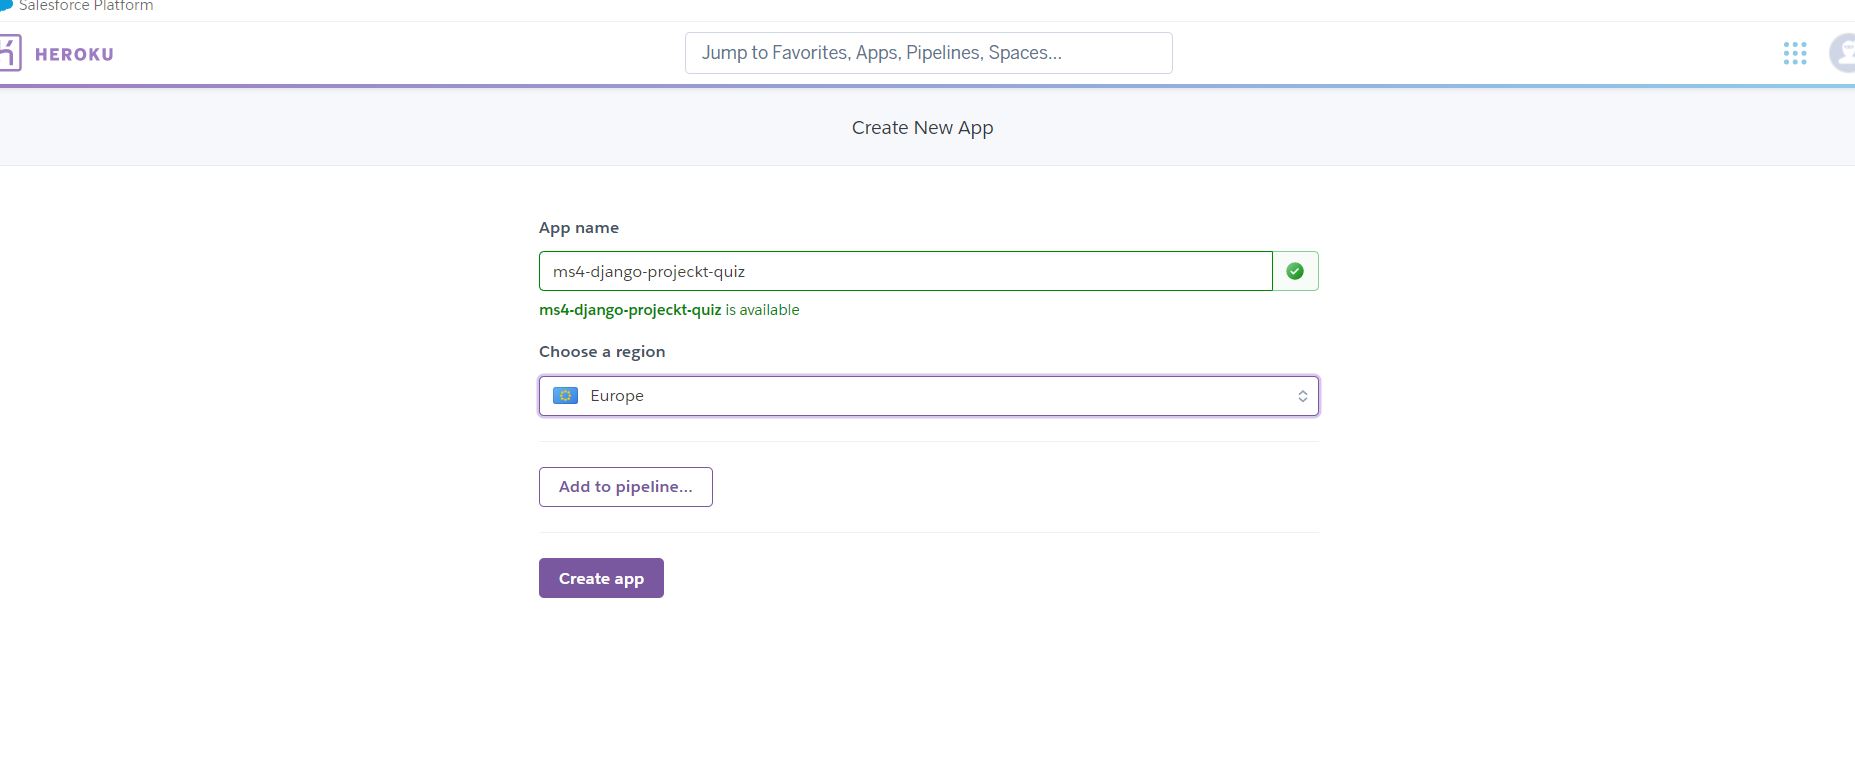 Salesforce Platform
HEROKU
Jump to Favorites, Apps, Pipelines, Spaces...
Create New App
App name
ms4-django-projeckt-quiz
ms4-django-projeckt-quiz is available
Choose a region
Europe
Add to pipeline...
Create app